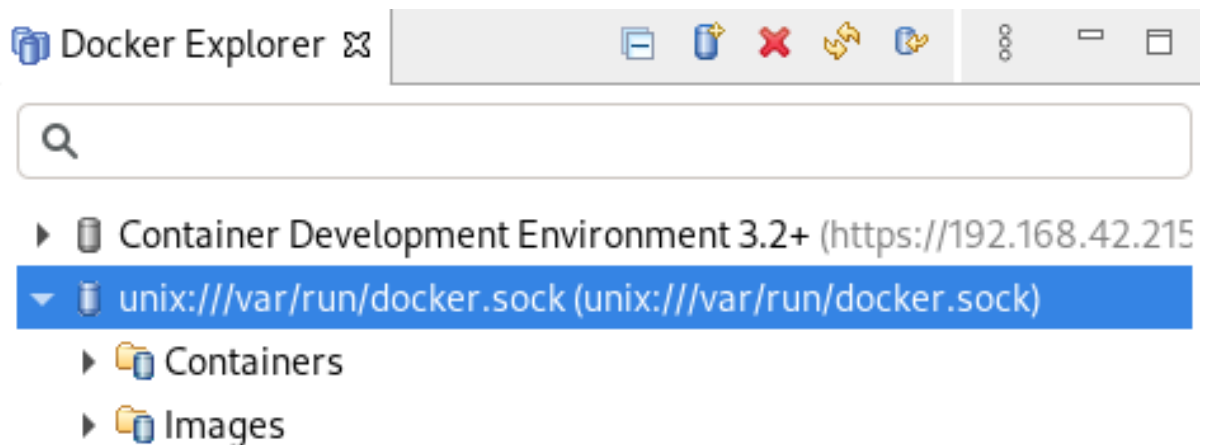 Docker Explorer
Container Development Environment 3.2+ (https://192.168.42.215
unix:///var/run/docker.sock (unix:///var/run/docker.sock)
Containers
Images